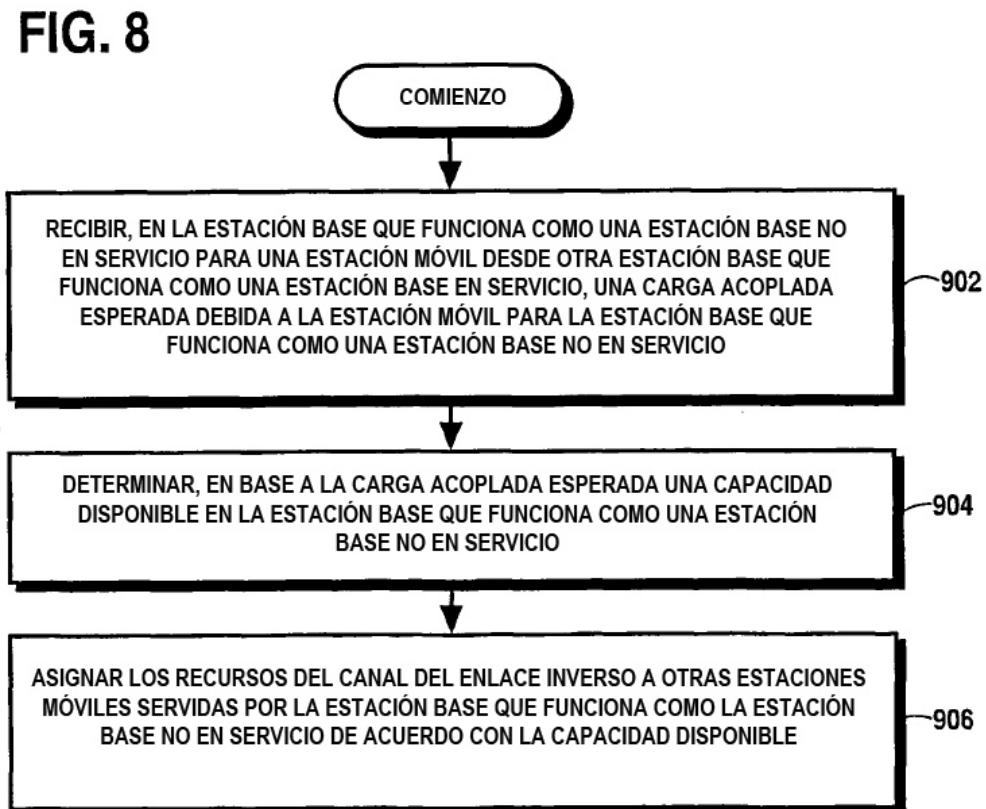 FIG. 8
COMIENZO
RECIBIR, EN LA ESTACIÓN BASE QUE FUNCIONA COMO UNA ESTACIÓN BASE NO
EN SERVICIO PARA UNA ESTACIÓN MÓVIL DESDE OTRA ESTACIÓN BASE QUE
FUNCIONA COMO UNA ESTACIÓN BASE EN SERVICIO, UNA CARGA ACOPLADA
ESPERADA DEBIDA A LA ESTACIÓN MÓVIL PARA LA ESTACIÓN BASE QUE
FUNCIONA COMO UNA ESTACIÓN BASE NO EN SERVICIO
902
DETERMINAR, EN BASE A LA CARGA ACOPLADA ESPERADA UNA CAPACIDAD
DISPONIBLE EN LA ESTACIÓN BASE QUE FUNCIONA COMO UNA ESTACIÓN
BASE NO EN SERVICIO
904
ASIGNAR LOS RECURSOS DEL CANAL DEL ENLACE INVERSO A OTRAS ESTACIONES
MÓVILES SERVIDAS POR LA ESTACIÓN BASE QUE FUNCIONA COMO LA ESTACIÓN
BASE NO EN SERVICIO DE ACUERDO CON LA CAPACIDAD DISPONIBLE
906